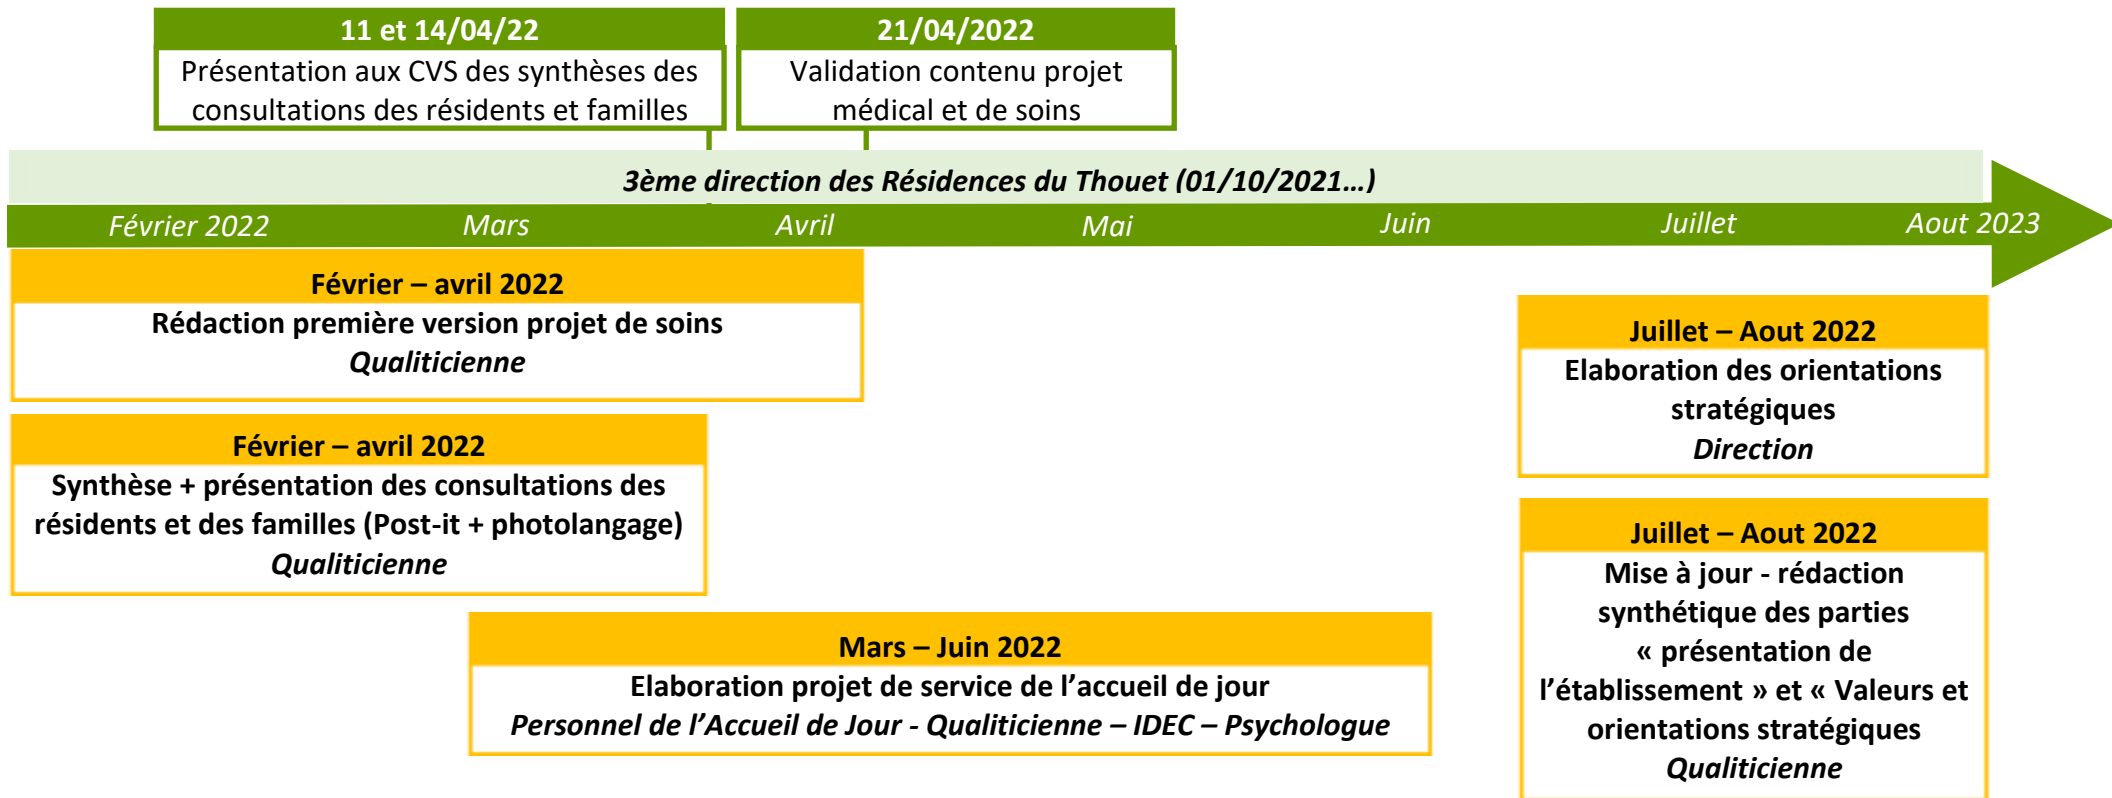 11 et 14/04/22
Présentation aux CVS des synthèses des
consultations des résidents et familles
21/04/2022
Validation contenu projet
médical et de soins
3ème direction des Résidences du Thouet (01/10/2021…)
Février 2022 Mars Avril Mai Juin Juillet Aout 2023
Février – avril 2022
Rédaction première version projet de soins
Qualiticienne
Février – avril 2022
Synthèse + présentation des consultations des
résidents et des familles (Post-it + photolangage)
Qualiticienne
Mars – Juin 2022
Elaboration projet de service de l’accueil de jour
Personnel de l’Accueil de Jour - Qualiticienne – IDEC – Psychologue
Juillet – Aout 2022
Elaboration des orientations
stratégiques
Direction
Juillet – Aout 2022
Mise à jour - rédaction
synthétique des parties
« présentation de
l’établissement » et « Valeurs et
orientations stratégiques
Qualiticienne